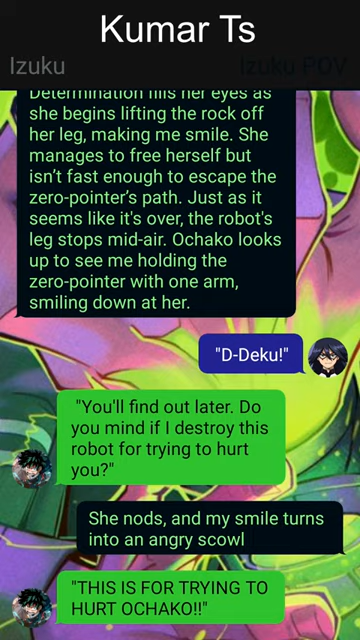 Kumar Ts
Izuku
Izuku POV
Determination fills her eyes as
she begins lifting the rock off
her leg, making me smile. She
manages to free herself but
isn’t fast enough to escape the
zero-pointer’s path. Just as it
seems like it's over, the robot's
leg stops mid-air. Ochako looks
up to see me holding the
zero-pointer with one arm,
smiling down at her.
"D-Deku!"
"You'll find out later. Do
you mind if I destroy this
robot for trying to hurt
you?"
She nods, and my smile turns
into an angry scowl
"THIS IS FOR TRYING TO
HURT OCHAKO!!"